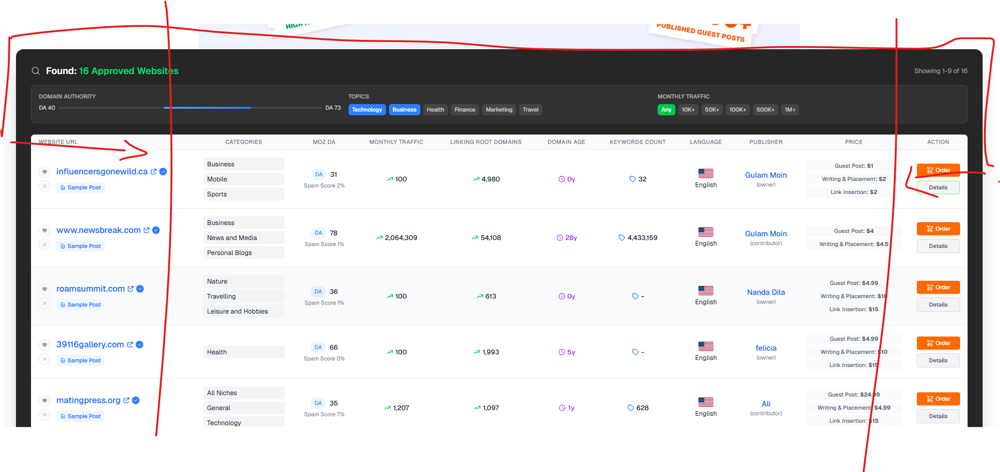 PUBLISHED GUEST POSTS
Found: 16 Approved Websites
Showing 1-9 of 16
DOMAIN AUTHORITY
DA 40
DA 73
TOPICS
Technology Business Health Finance Marketing Travel
MONTHLY TRAFFIC
Any 10K+ 50K+ 100K+ 500K+ 1M+
WEBSITE URL CATEGORIES MOZ DA MONTHLY TRAFFIC LINKING ROOT DOMAINS DOMAIN AGE KEYWORDS COUNT LANGUAGE PUBLISHER PRICE ACTION
influencersgonewild.ca
Sample Post
Business
Mobile
Sports
DA 31
Spam Score 2%
100
4,980
0y
32
English
Gulam Moin
(owner)
Guest Post: $1
Writing & Placement: $2
Link Insertion: $2
Order
Details
www.newsbreak.com
Sample Post
Business
News and Media
Personal Blogs
DA 78
Spam Score 1%
2,064,309
54,108
28y
4,433,159
English
Gulam Moin
(contributor)
Guest Post: $4
Writing & Placement: $4.5
Order
Details
roamsummit.com
Sample Post
Nature
Travelling
Leisure and Hobbies
DA 36
Spam Score 1%
100
613
0y
-
English
Nanda Dila
(owner)
Guest Post: $4.99
Writing & Placement: $10
Link Insertion: $15
Order
Details
39116gallery.com
Sample Post
Health
DA 66
Spam Score 0%
100
1,993
5y
-
English
felicia
(owner)
Guest Post: $4.99
Writing & Placement: $10
Link Insertion: $15
Order
Details
matingpress.org
Sample Post
All Niches
General
Technology
DA 35
Spam Score 7%
1,207
1,097
1y
628
English
Ali
(contributor)
Guest Post: $24.99
Writing & Placement: $4.99
Link Insertion: $15
Order
Details